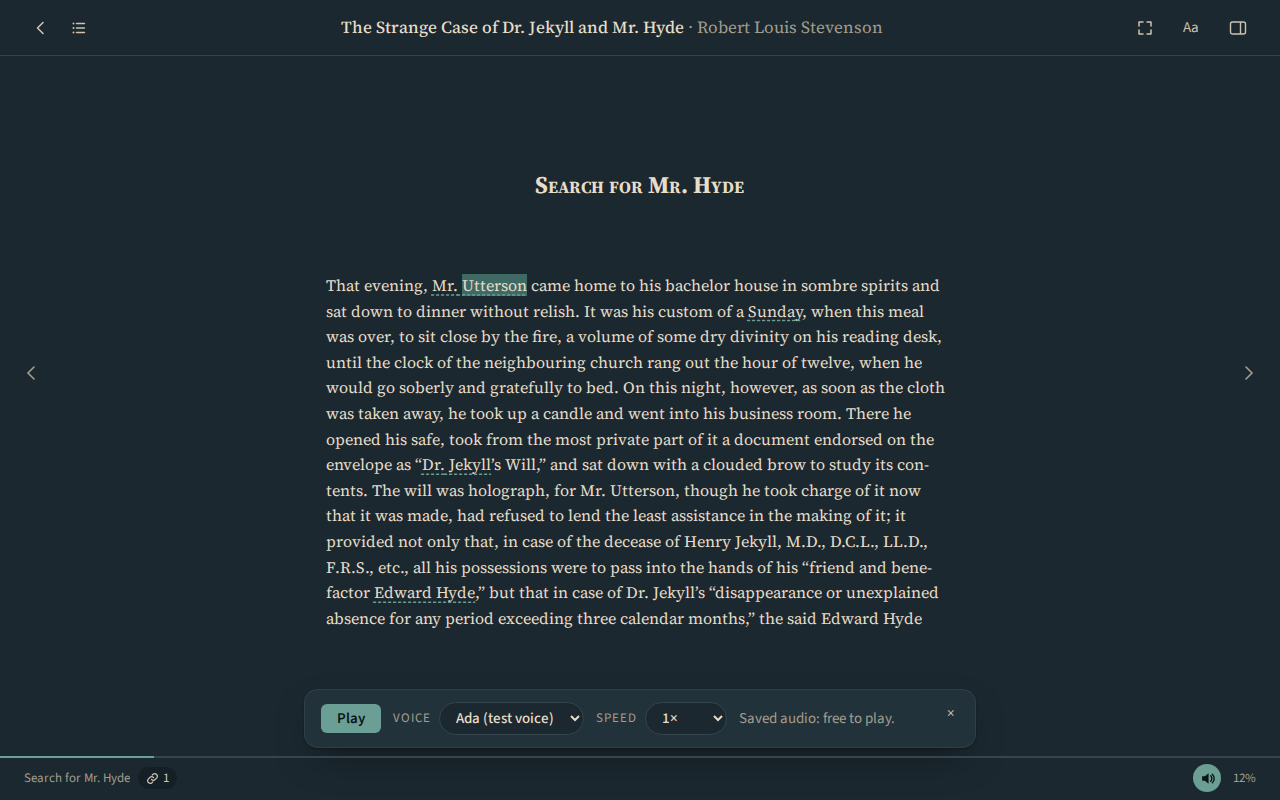 The Strange Case of Dr. Jekyll and Mr. Hyde · Robert Louis Stevenson
Aa
Search for Mr. Hyde
That evening, Mr. Utterson came home to his bachelor house in sombre spirits and
sat down to dinner without relish. It was his custom of a Sunday, when this meal
was over, to sit close by the fire, a volume of some dry divinity on his reading desk,
until the clock of the neighbouring church rang out the hour of twelve, when he
would go soberly and gratefully to bed. On this night, however, as soon as the cloth
was taken away, he took up a candle and went into his business room. There he
opened his safe, took from the most private part of it a document endorsed on the
envelope as “Dr. Jekyll’s Will,” and sat down with a clouded brow to study its con-
tents. The will was holograph, for Mr. Utterson, though he took charge of it now
that it was made, had refused to lend the least assistance in the making of it; it
provided not only that, in case of the decease of Henry Jekyll, M.D., D.C.L., LL.D.,
F.R.S., etc., all his possessions were to pass into the hands of his “friend and bene-
factor Edward Hyde,” but that in case of Dr. Jekyll’s “disappearance or unexplained
absence for any period exceeding three calendar months,” the said Edward Hyde
Play VOICE Ada (test voice) SPEED 1× Saved audio: free to play. ×
Search for Mr. Hyde 1 12%